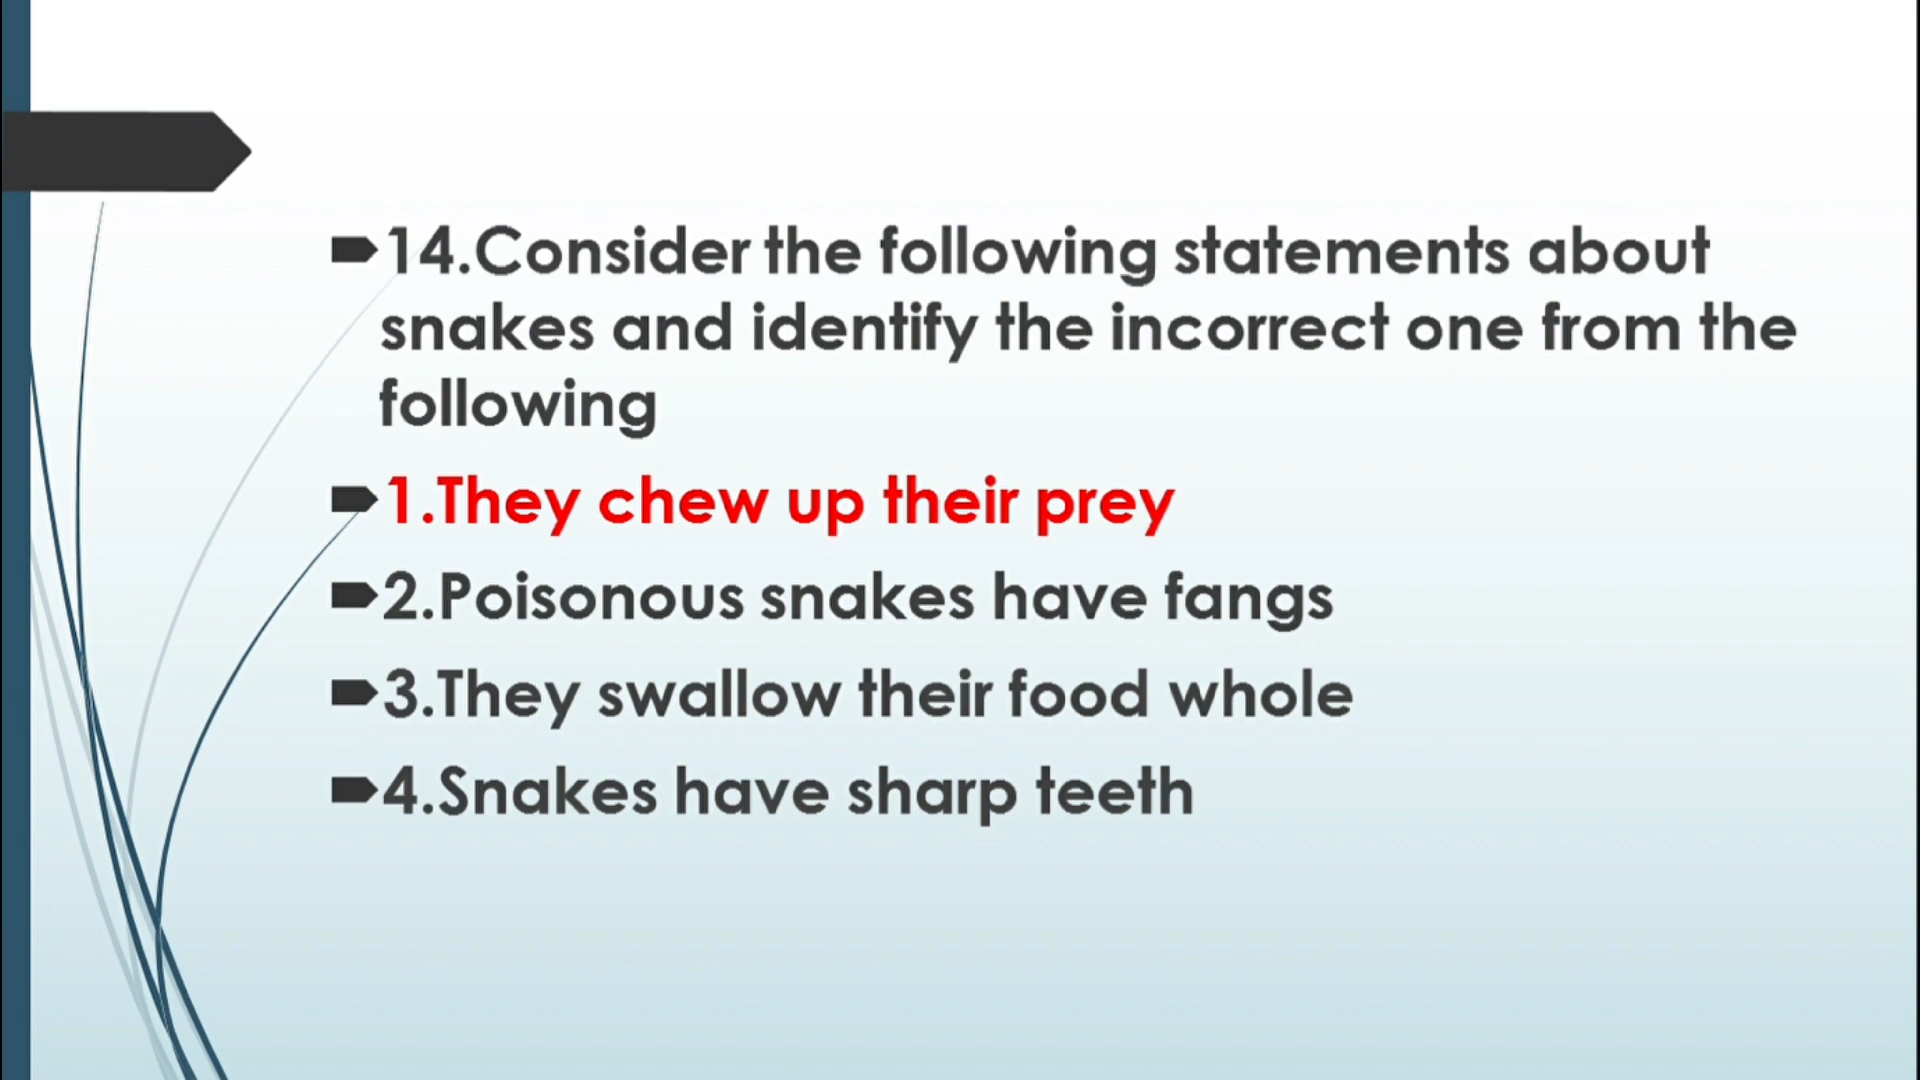 14.Consider the following statements about
snakes and identify the incorrect one from the
following
1.They chew up their prey
2.Poisonous snakes have fangs
3.They swallow their food whole
4.Snakes have sharp teeth